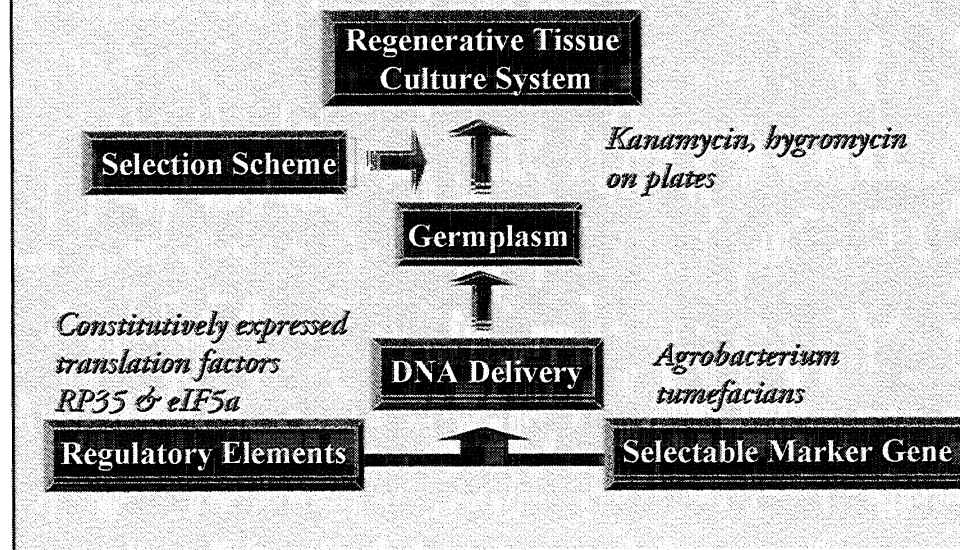 Regenerative Tissue
Culture System
Selection Scheme
Kanamycin, hygromycin
on plates
Germplasm
Constitutively expressed
translation factors
RP35 & eIF5a
DNA Delivery
Agrobacterium
tumefacians
Regulatory Elements
Selectable Marker Gene